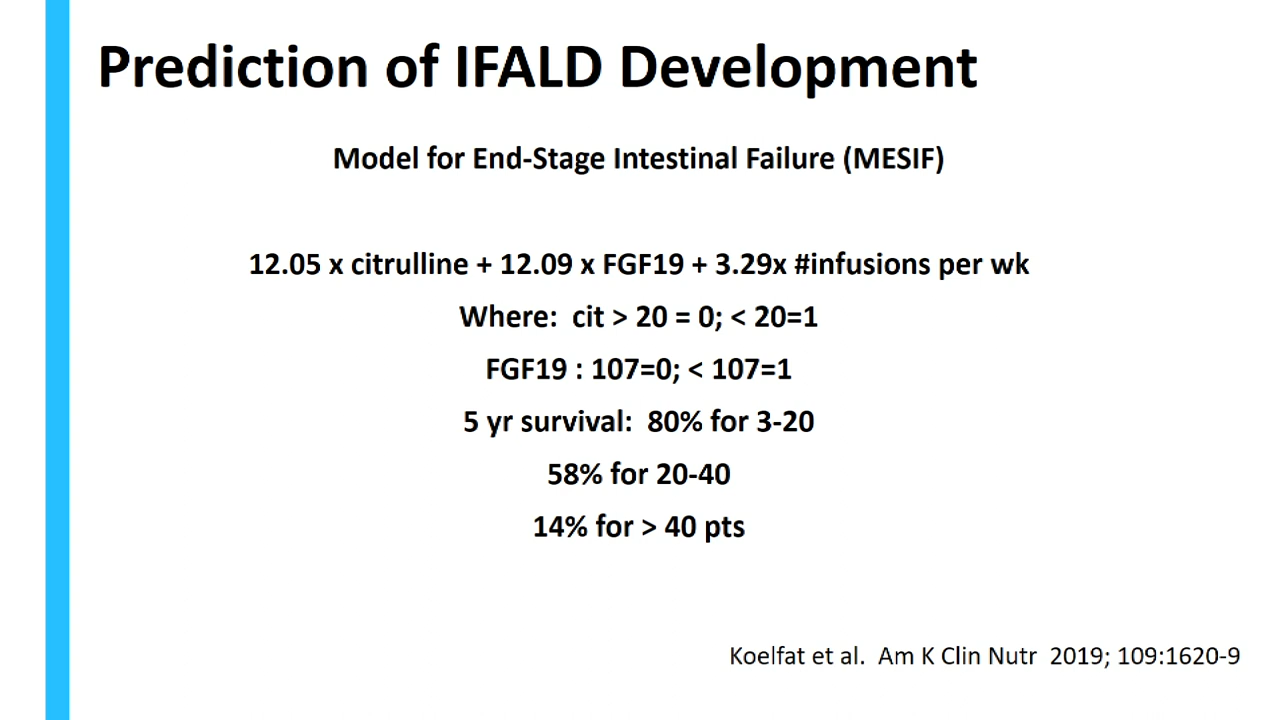 Prediction of IFALD Development
Model for End-Stage Intestinal Failure (MESIF)
12.05 x citrulline + 12.09 x FGF19 + 3.29x #infusions per wk
Where:  cit > 20 = 0; < 20=1
FGF19 : 107=0; < 107=1
5 yr survival:  80% for 3-20
58% for 20-40
14% for > 40 pts
Koelfat et al.  Am K Clin Nutr  2019; 109:1620-9